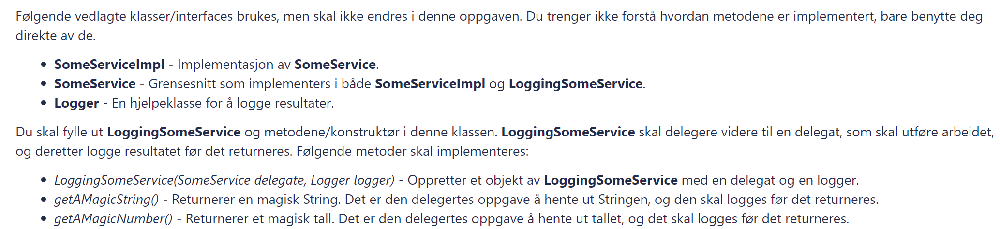 Følgende vedlagte klasser/interfaces brukes, men skal ikke endres i denne oppgaven. Du trenger ikke forstå hvordan metodene er implementert, bare benytte deg
direkte av de.
• SomeServiceImpl - Implementasjon av SomeService.
• SomeService - Grensesnitt som implementers i både SomeServiceImpl og LoggingSomeService.
• Logger - En hjelpeklasse for å logge resultater.
Du skal fylle ut LoggingSomeService og metodene/konstruktør i denne klassen. LoggingSomeService skal delegere videre til en delegat, som skal utføre arbeidet,
og deretter logge resultatet før det returneres. Følgende metoder skal implementeres:
• LoggingSomeService(SomeService delegate, Logger logger) - Oppretter et objekt av LoggingSomeService med en delegat og en logger.
• getAMagicString() - Returnerer en magisk String. Det er den delegertes oppgave å hente ut Stringen, og den skal logges før det returneres.
• getAMagicNumber() - Returnerer et magisk tall. Det er den delegertes oppgave å hente ut tallet, og det skal logges før det returneres.